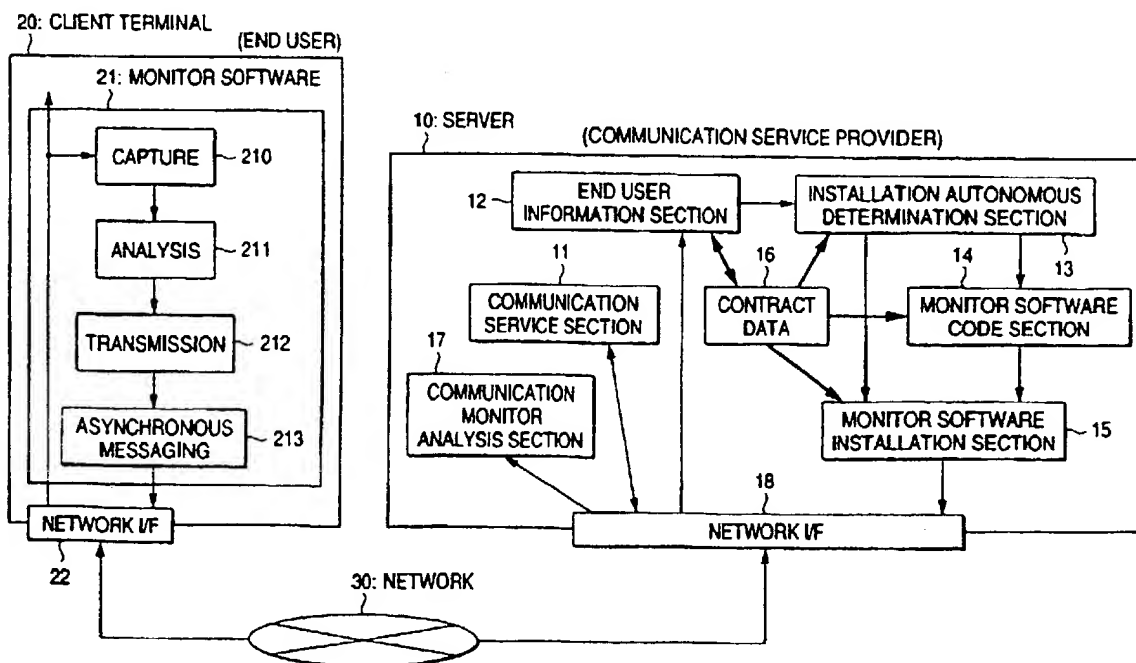 20: CLIENT TERMINAL
(END USER)
21: MONITOR SOFTWARE
CAPTURE
210
ANALYSIS
211
TRANSMISSION
212
ASYNCHRONOUS
MESSAGING
213
NETWORK I/F
22
10: SERVER
(COMMUNICATION SERVICE PROVIDER)
12
END USER
INFORMATION SECTION
INSTALLATION AUTONOMOUS
DETERMINATION SECTION
13
11
COMMUNICATION
SERVICE SECTION
16
CONTRACT
DATA
14
MONITOR SOFTWARE
CODE SECTION
17
COMMUNICATION
MONITOR
ANALYSIS SECTION
MONITOR SOFTWARE
INSTALLATION SECTION
15
18
NETWORK I/F
30: NETWORK